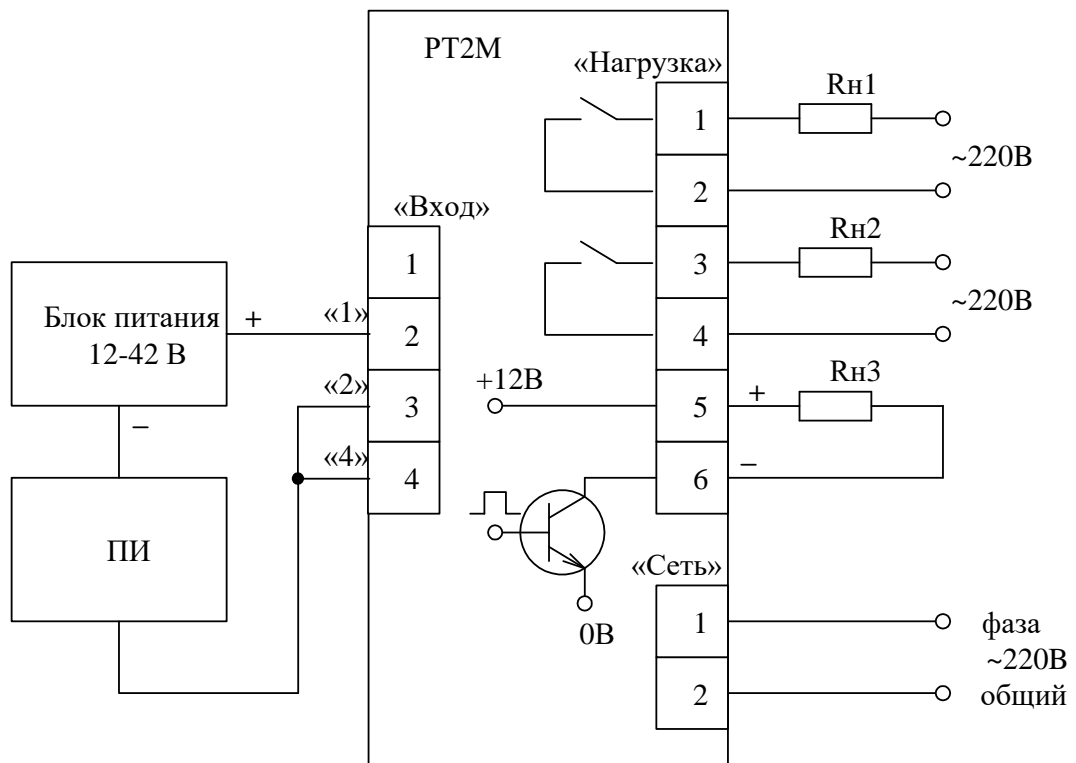 РТ2М
«Нагрузка»
Rн1
1
~220В
2
«Вход»
Rн2
1
3
~220В
Блок питания
12-42 В
+
«1»
2
4
Rн3
«2»
3
+12В
5
+
–
«4»
4
6
–
ПИ
«Сеть»
0В
1
фаза
~220В
2
общий